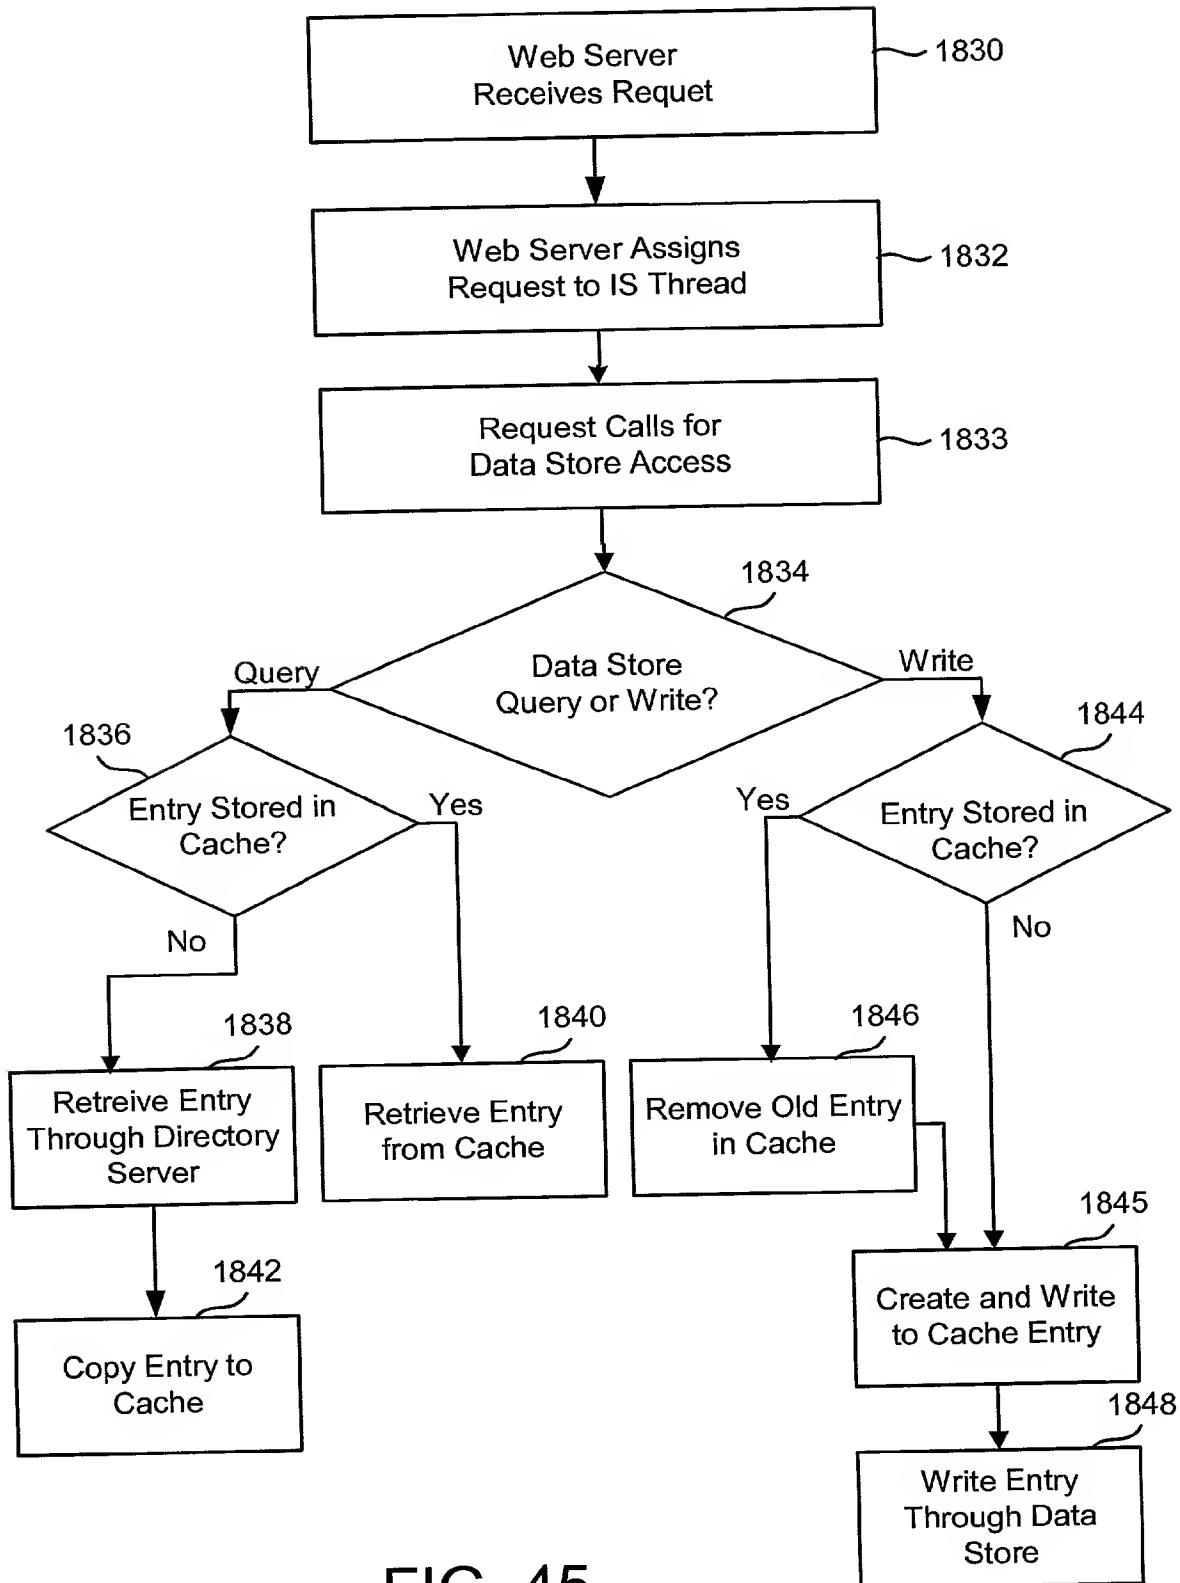 Web Server
Receives Requet
1830
Web Server Assigns
Request to IS Thread
1832
Request Calls for
Data Store Access
1833
1834
Data Store
Query or Write?
Query
Write
1836
Entry Stored in
Cache?
Yes
No
1844
Entry Stored in
Cache?
Yes
No
1838
Retreive Entry
Through Directory
Server
1840
Retrieve Entry
from Cache
1846
Remove Old Entry
in Cache
1842
Copy Entry to
Cache
1845
Create and Write
to Cache Entry
1848
Write Entry
Through Data
Store
FIG. 45